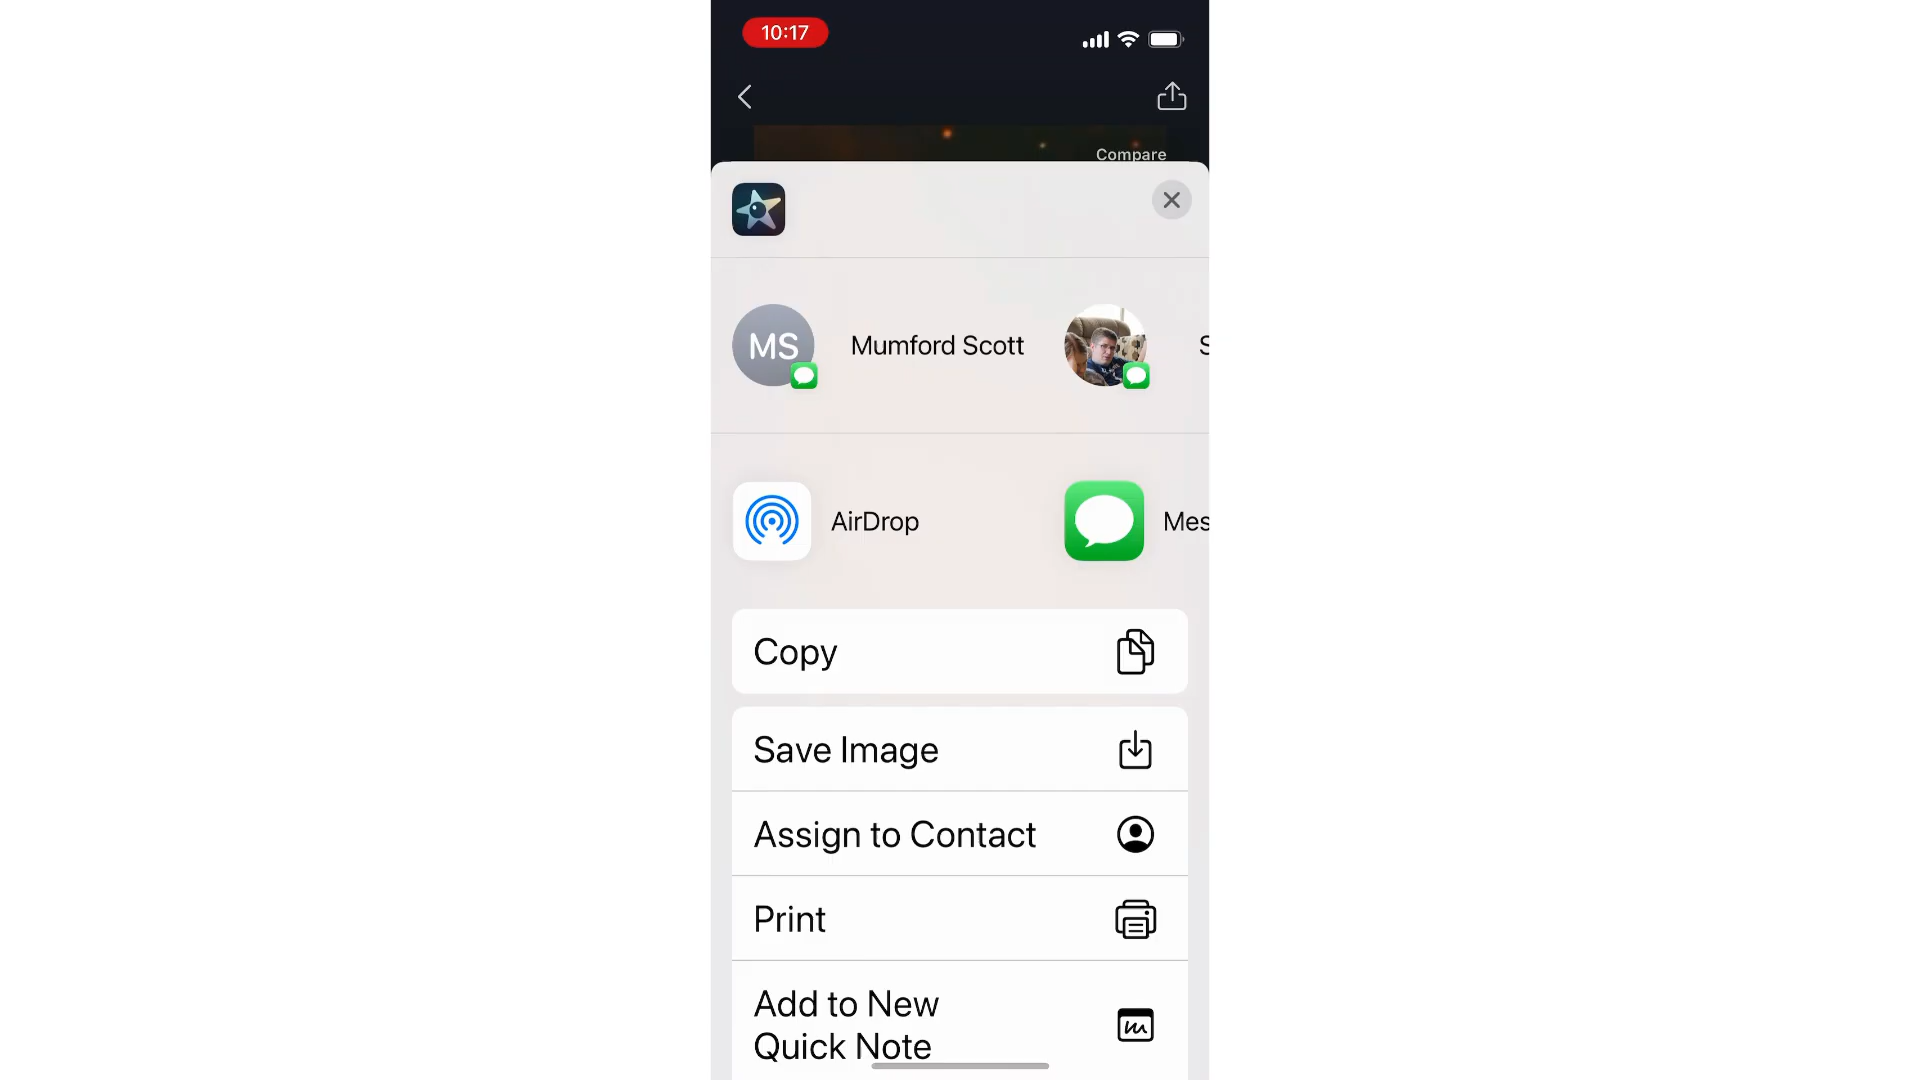 10:17
Compare
MS
Mumford Scott
S
AirDrop
Mes
Copy
Save Image
Assign to Contact
Print
Add to New
Quick Note